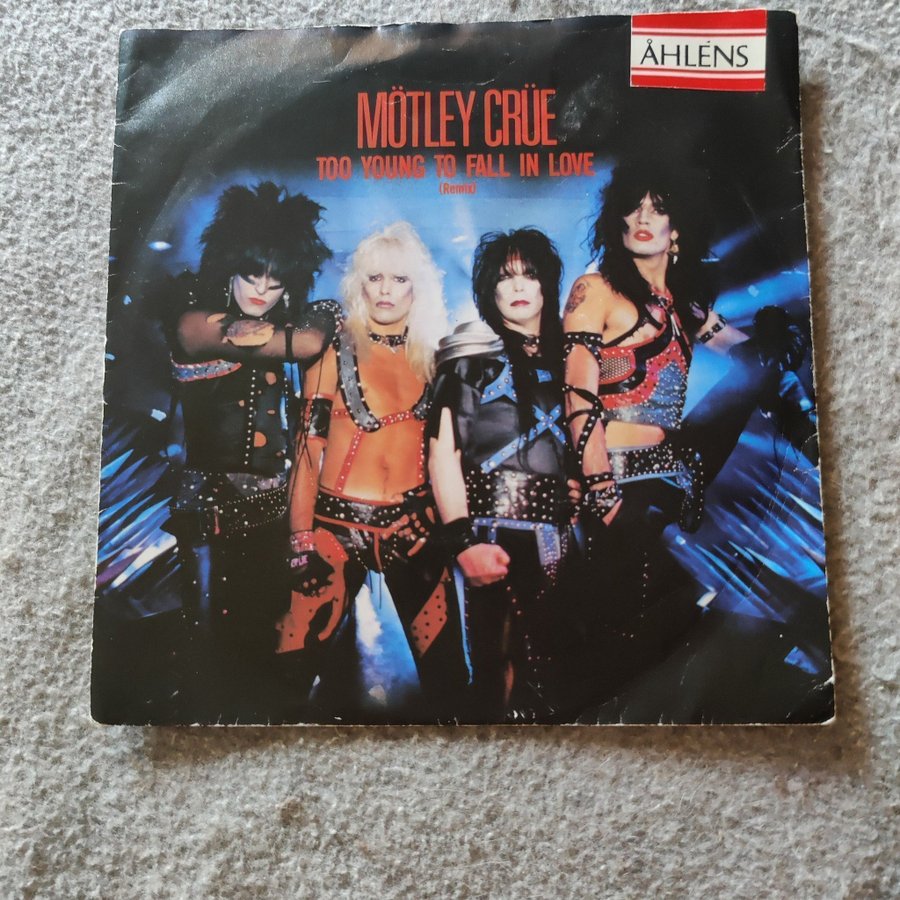 ÅHLÉNS
MÖTLEY CRÜE
TOO YOUNG TO FALL IN LOVE
(Remix)